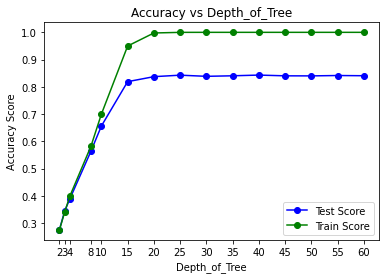 Accuracy vs Depth_of_Tree
1.0
0.9
0.8
0.7
0.6
0.5
0.4
0.3
Accuracy Score
Test Score
Train Score
2 3 4 8 10 15 20 25 30 35 40 45 50 55 60
Depth_of_Tree